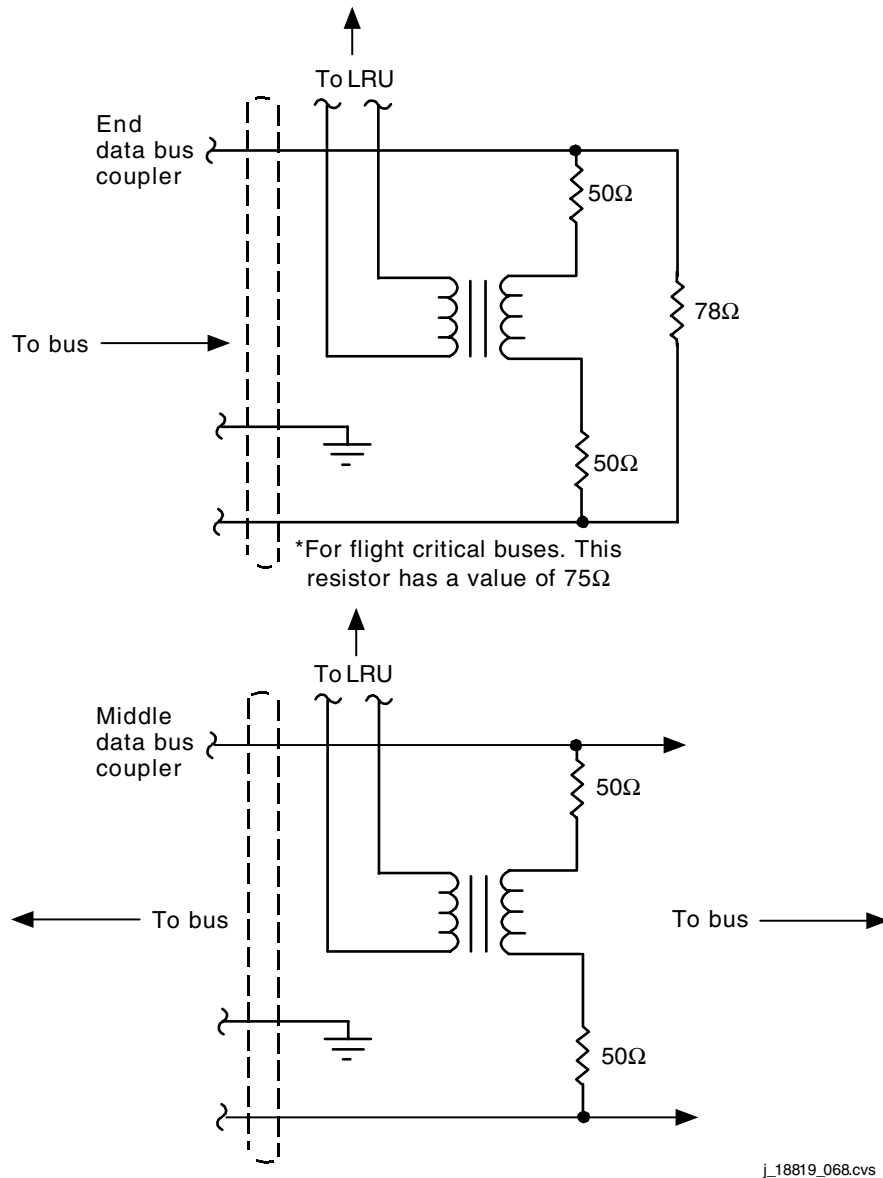 To LRU
End
data bus
coupler
50Ω
78Ω
To bus
50Ω
*For flight critical buses. This
resistor has a value of 75Ω
To LRU
Middle
data bus
coupler
50Ω
To bus
To bus
50Ω
j_18819_068.cvs